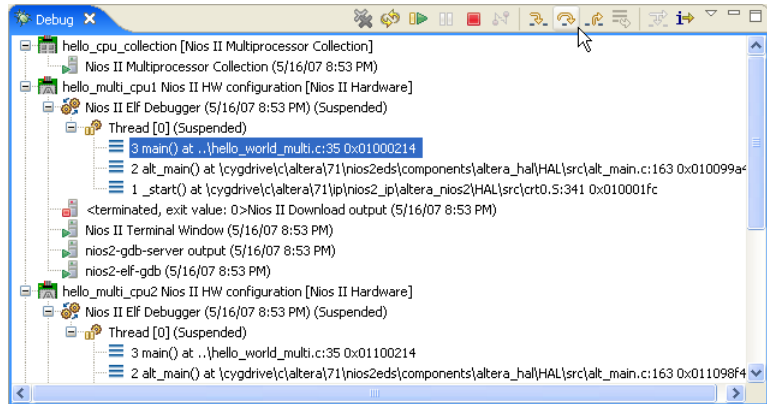 Debug
hello_cpu_collection [Nios II Multiprocessor Collection]
Nios II Multiprocessor Collection (5/16/07 8:53 PM)
hello_multi_cpu1 Nios II HW configuration [Nios II Hardware]
Nios II Elf Debugger (5/16/07 8:53 PM) (Suspended)
Thread [0] (Suspended)
3 main() at ..\hello_world_multi.c:35 0x01000214
2 alt_main() at \cygdrive\c\altera\71\nios2eds\components\altera_hal\HAL\src\alt_main.c:163 0x010099a4
1 _start() at \cygdrive\c\altera\71\ip\nios2_ip\altera_nios2\HAL\src\crt0.S:341 0x010001fc
<terminated, exit value: 0>Nios II Download output (5/16/07 8:53 PM)
Nios II Terminal Window (5/16/07 8:53 PM)
nios2-gdb-server output (5/16/07 8:53 PM)
nios2-elf-gdb (5/16/07 8:53 PM)
hello_multi_cpu2 Nios II HW configuration [Nios II Hardware]
Nios II Elf Debugger (5/16/07 8:53 PM) (Suspended)
Thread [0] (Suspended)
3 main() at ..\hello_world_multi.c:35 0x01100214
2 alt_main() at \cygdrive\c\altera\71\nios2eds\components\altera_hal\HAL\src\alt_main.c:163 0x011098f4